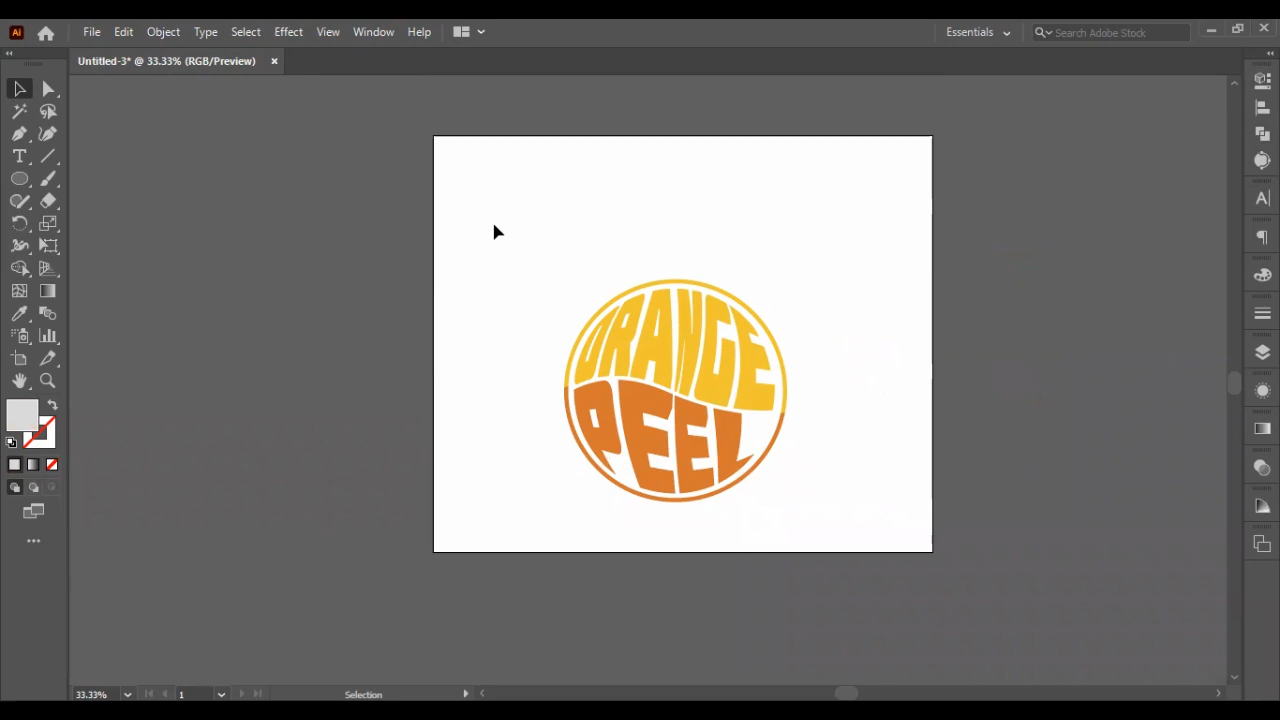 Ai File Edit Object Type Select Effect View Window Help Essentials Search Adobe Stock
Untitled-3* @ 33.33% (RGB/Preview)
ORANGE
PEEL
33.33% 1 Selection